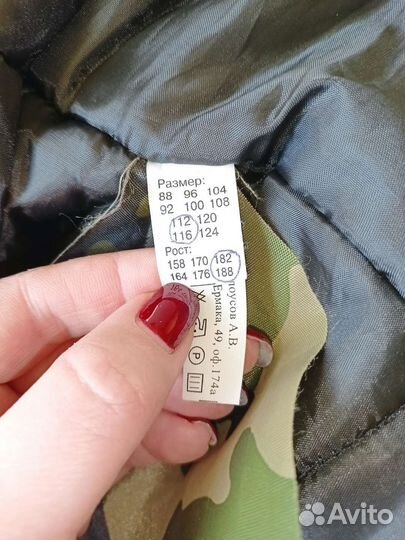 Размер:
88 96 104
92 100 108
112 120
116 124
Рост:
158 170 182
164 176 188
оусов А.В.
Ермака, 49, оф.174а
P
Avito